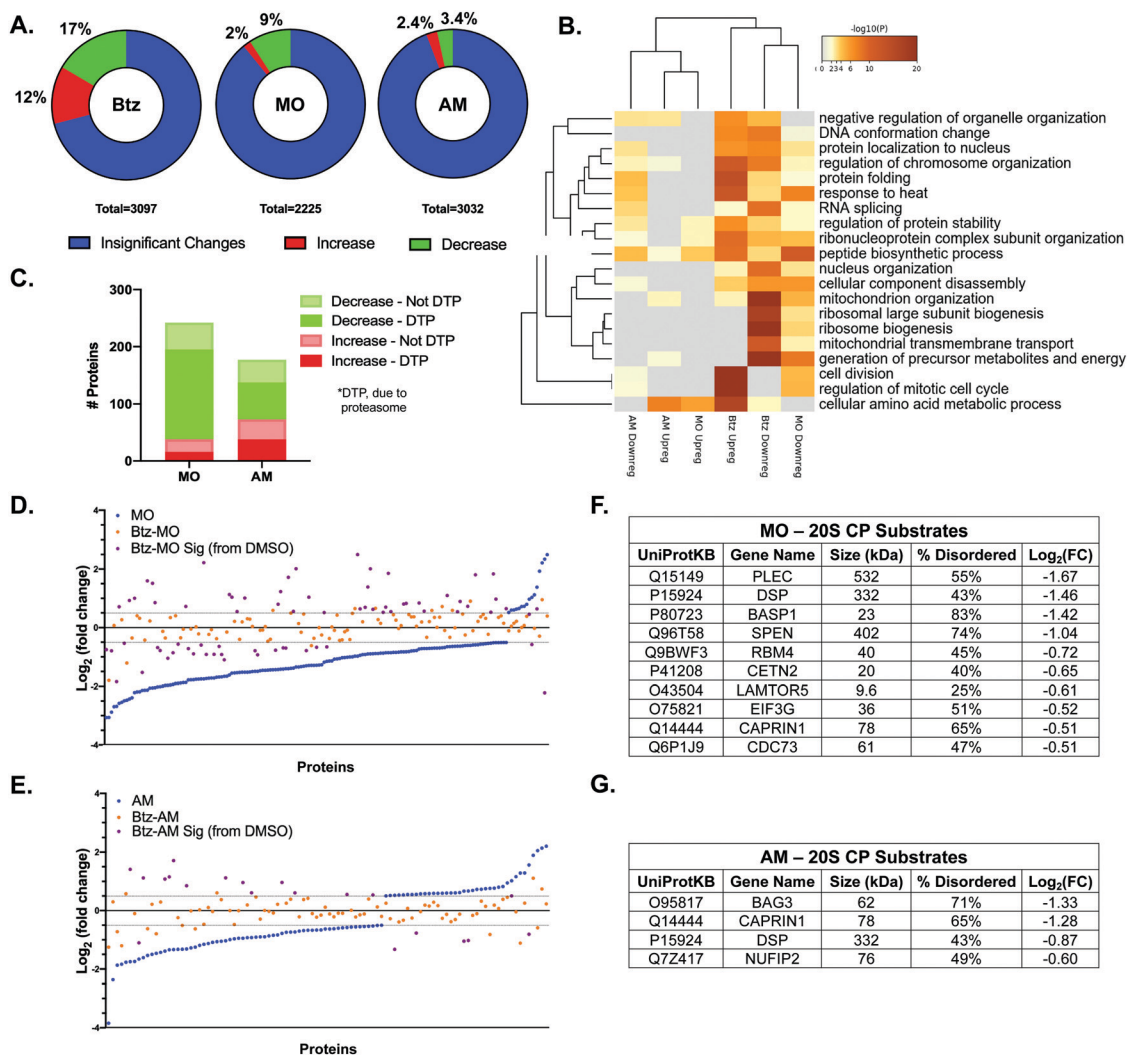 A.
17%
12%
Btz
Total=3097
2%
9%
MO
Total=2225
2.4%
3.4%
AM
Total=3032
Insignificant Changes
Increase
Decrease
B.
-log10(P)
0 2 3 4 6 10 20
negative regulation of organelle organization
DNA conformation change
protein localization to nucleus
regulation of chromosome organization
protein folding
response to heat
RNA splicing
regulation of protein stability
ribonucleoprotein complex subunit organization
peptide biosynthetic process
nucleus organization
cellular component disassembly
mitochondrion organization
ribosomal large subunit biogenesis
ribosome biogenesis
mitochondrial transmembrane transport
generation of precursor metabolites and energy
cell division
regulation of mitotic cell cycle
cellular amino acid metabolic process
AM Downreg
AM Upreg
MO Upreg
Btz Upreg
Btz Downreg
MO Downreg
C.
# Proteins
300
200
100
0
MO
AM
Decrease - Not DTP
Decrease - DTP
Increase - Not DTP
Increase - DTP
*DTP, due to
proteasome
D.
Log2 (fold change)
4
2
0
-2
-4
MO
Btz-MO
Btz-MO Sig (from DMSO)
Proteins
E.
Log2 (fold change)
4
2
0
-2
-4
AM
Btz-AM
Btz-AM Sig (from DMSO)
Proteins
F.
MO – 20S CP Substrates
UniProtKB Gene Name Size (kDa) % Disordered Log2(FC)
Q15149 PLEC 532 55% -1.67
P15924 DSP 332 43% -1.46
P80723 BASP1 23 83% -1.42
Q96T58 SPEN 402 74% -1.04
Q9BWF3 RBM4 40 45% -0.72
P41208 CETN2 20 40% -0.65
O43504 LAMTOR5 9.6 25% -0.61
O75821 EIF3G 36 51% -0.52
Q14444 CAPRIN1 78 65% -0.51
Q6P1J9 CDC73 61 47% -0.51
G.
AM – 20S CP Substrates
UniProtKB Gene Name Size (kDa) % Disordered Log2(FC)
O95817 BAG3 62 71% -1.33
Q14444 CAPRIN1 78 65% -1.28
P15924 DSP 332 43% -0.87
Q7Z417 NUFIP2 76 49% -0.60